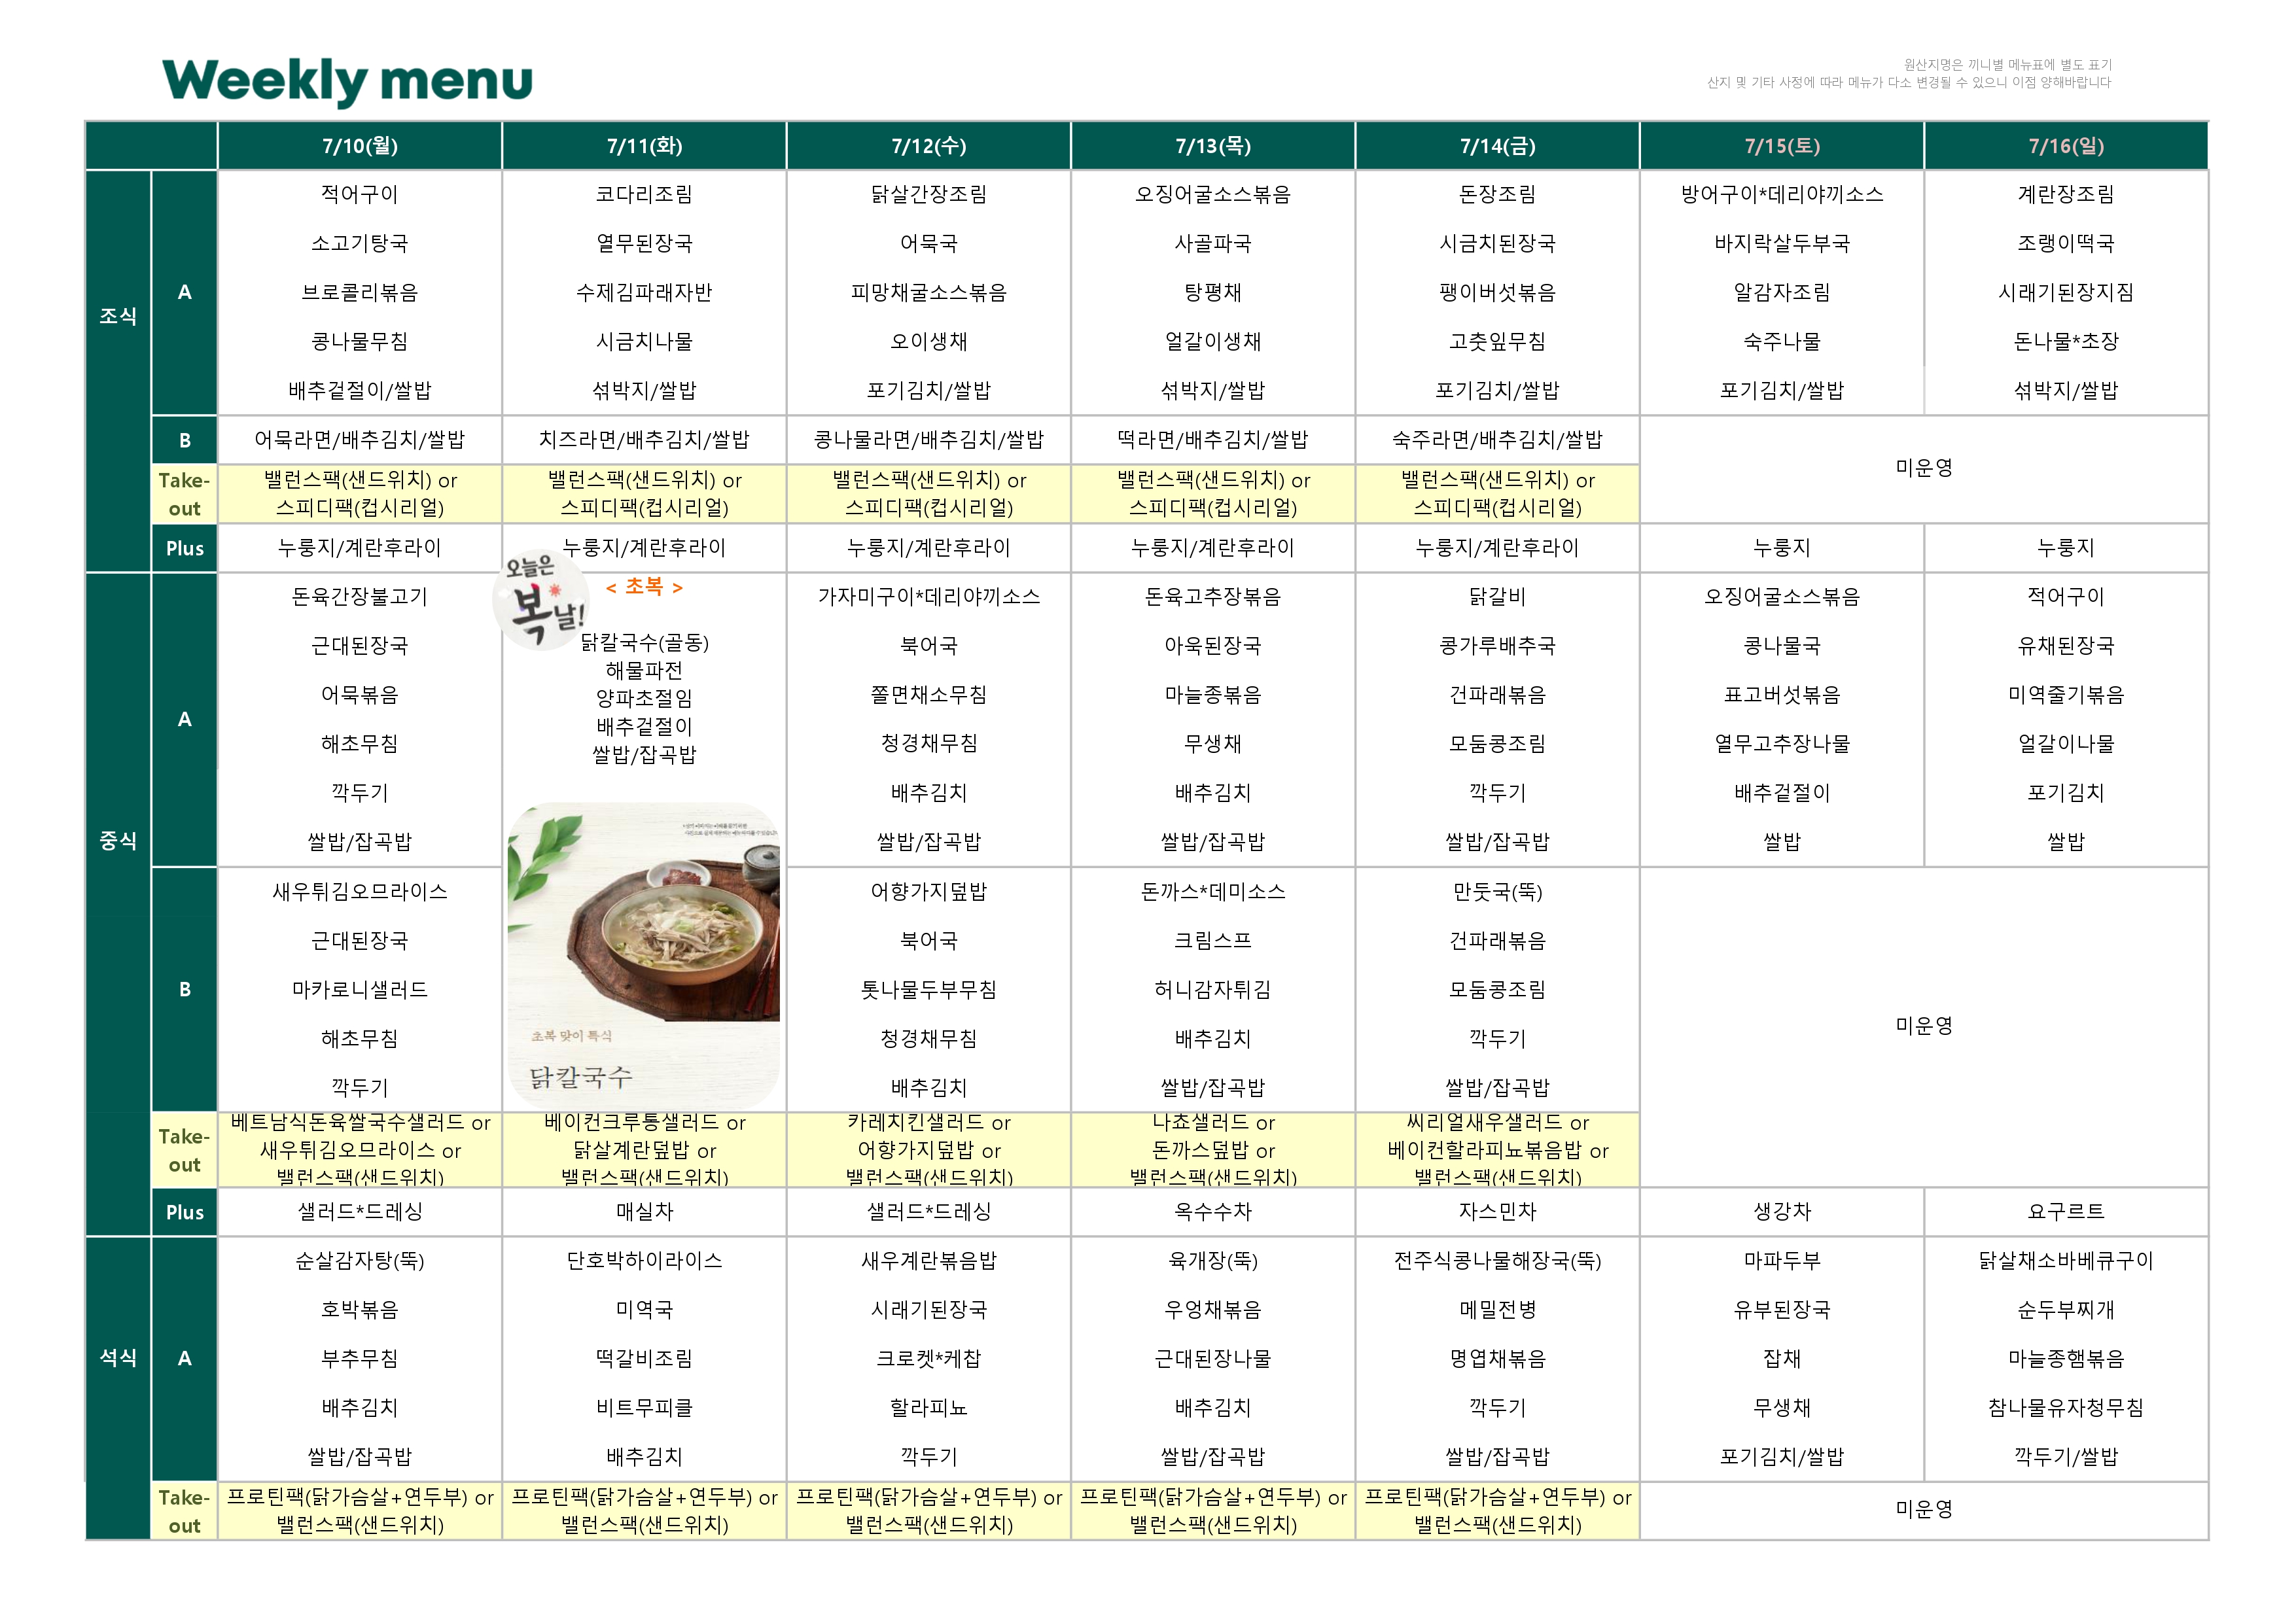 Weekly menu
원산지명은 끼니별 메뉴표에 별도 표기
산지 및 기타 사정에 따라 메뉴가 다소 변경될 수 있으니 이점 양해바랍니다
7/10(월) 7/11(화) 7/12(수) 7/13(목) 7/14(금) 7/15(토) 7/16(일)
조식
A
적어구이 코다리조림 닭살간장조림 오징어굴소스볶음 돈장조림 방어구이*데리야끼소스 계란장조림
소고기탕국 열무된장국 어묵국 사골파국 시금치된장국 바지락살두부국 조랭이떡국
브로콜리볶음 수제김파래자반 피망채굴소스볶음 탕평채 팽이버섯볶음 알감자조림 시래기된장지짐
콩나물무침 시금치나물 오이생채 얼갈이생채 고춧잎무침 숙주나물 돈나물*초장
배추겉절이/쌀밥 섞박지/쌀밥 포기김치/쌀밥 섞박지/쌀밥 포기김치/쌀밥 포기김치/쌀밥 섞박지/쌀밥
B 어묵라면/배추김치/쌀밥 치즈라면/배추김치/쌀밥 콩나물라면/배추김치/쌀밥 떡라면/배추김치/쌀밥 숙주라면/배추김치/쌀밥 미운영
Take- 밸런스팩(샌드위치) or 밸런스팩(샌드위치) or 밸런스팩(샌드위치) or 밸런스팩(샌드위치) or 밸런스팩(샌드위치) or
out 스피디팩(컵시리얼) 스피디팩(컵시리얼) 스피디팩(컵시리얼) 스피디팩(컵시리얼) 스피디팩(컵시리얼)
Plus 누룽지/계란후라이 누룽지/계란후라이 누룽지/계란후라이 누룽지/계란후라이 누룽지/계란후라이 누룽지 누룽지
중식
A
오늘은
복날!
< 초복 >
닭칼국수(골동)
해물파전
양파초절임
배추겉절이
쌀밥/잡곡밥
초복 맞이 특식
닭칼국수
돈육간장불고기 가자미구이*데리야끼소스 돈육고추장볶음 닭갈비 오징어굴소스볶음 적어구이
근대된장국 북어국 아욱된장국 콩가루배추국 콩나물국 유채된장국
어묵볶음 쫄면채소무침 마늘종볶음 건파래볶음 표고버섯볶음 미역줄기볶음
해초무침 청경채무침 무생채 모둠콩조림 열무고추장나물 얼갈이나물
깍두기 배추김치 배추김치 깍두기 배추겉절이 포기김치
쌀밥/잡곡밥 쌀밥/잡곡밥 쌀밥/잡곡밥 쌀밥/잡곡밥 쌀밥 쌀밥
B
새우튀김오므라이스 어향가지덮밥 돈까스*데미소스 만둣국(뚝) 미운영
근대된장국 북어국 크림스프 건파래볶음
마카로니샐러드 톳나물두부무침 허니감자튀김 모둠콩조림
해초무침 청경채무침 배추김치 깍두기
깍두기 배추김치 쌀밥/잡곡밥 쌀밥/잡곡밥
Take-
out
베트남식돈육쌀국수샐러드 or 베이컨크루통샐러드 or 카레치킨샐러드 or 나쵸샐러드 or 씨리얼새우샐러드 or
새우튀김오므라이스 or 닭살계란덮밥 or 어향가지덮밥 or 돈까스덮밥 or 베이컨할라피뇨볶음밥 or
밸런스팩(샌드위치) 밸런스팩(샌드위치) 밸런스팩(샌드위치) 밸런스팩(샌드위치) 밸런스팩(샌드위치)
Plus 샐러드*드레싱 매실차 샐러드*드레싱 옥수수차 자스민차 생강차 요구르트
석식
A
순살감자탕(뚝) 단호박하이라이스 새우계란볶음밥 육개장(뚝) 전주식콩나물해장국(뚝) 마파두부 닭살채소바베큐구이
호박볶음 미역국 시래기된장국 우엉채볶음 메밀전병 유부된장국 순두부찌개
부추무침 떡갈비조림 크로켓*케찹 근대된장나물 명엽채볶음 잡채 마늘종햄볶음
배추김치 비트무피클 할라피뇨 배추김치 깍두기 무생채 참나물유자청무침
쌀밥/잡곡밥 배추김치 깍두기 쌀밥/잡곡밥 쌀밥/잡곡밥 포기김치/쌀밥 깍두기/쌀밥
Take- 프로틴팩(닭가슴살+연두부) or 프로틴팩(닭가슴살+연두부) or 프로틴팩(닭가슴살+연두부) or 프로틴팩(닭가슴살+연두부) or 프로틴팩(닭가슴살+연두부) or 미운영
out 밸런스팩(샌드위치) 밸런스팩(샌드위치) 밸런스팩(샌드위치) 밸런스팩(샌드위치) 밸런스팩(샌드위치)